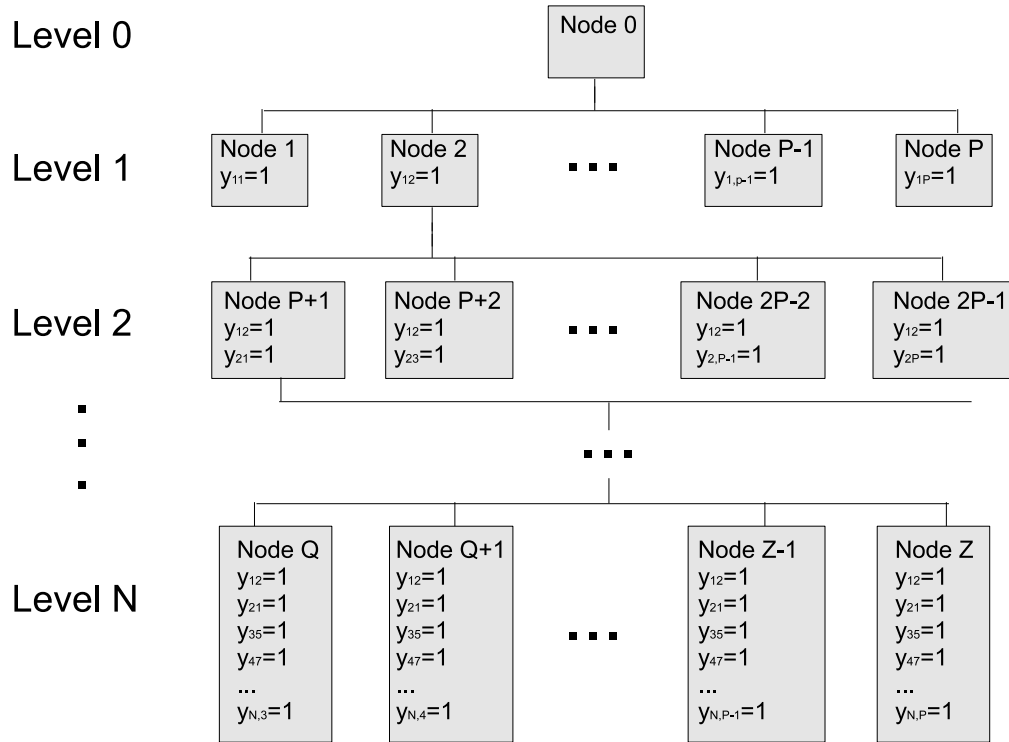 Level 0
Node 0
Level 1
Node 1
y11=1
Node 2
y12=1
...
Node P-1
y1,p-1=1
Node P
y1P=1
Level 2
Node P+1
y12=1
y21=1
Node P+2
y12=1
y23=1
...
Node 2P-2
y12=1
y2,P-1=1
Node 2P-1
y12=1
y2P=1
...
Level N
Node Q
y12=1
y21=1
y35=1
y47=1
...
yN,3=1
Node Q+1
y12=1
y21=1
y35=1
y47=1
...
yN,4=1
...
Node Z-1
y12=1
y21=1
y35=1
y47=1
...
yN,P-1=1
Node Z
y12=1
y21=1
y35=1
y47=1
...
yN,P=1